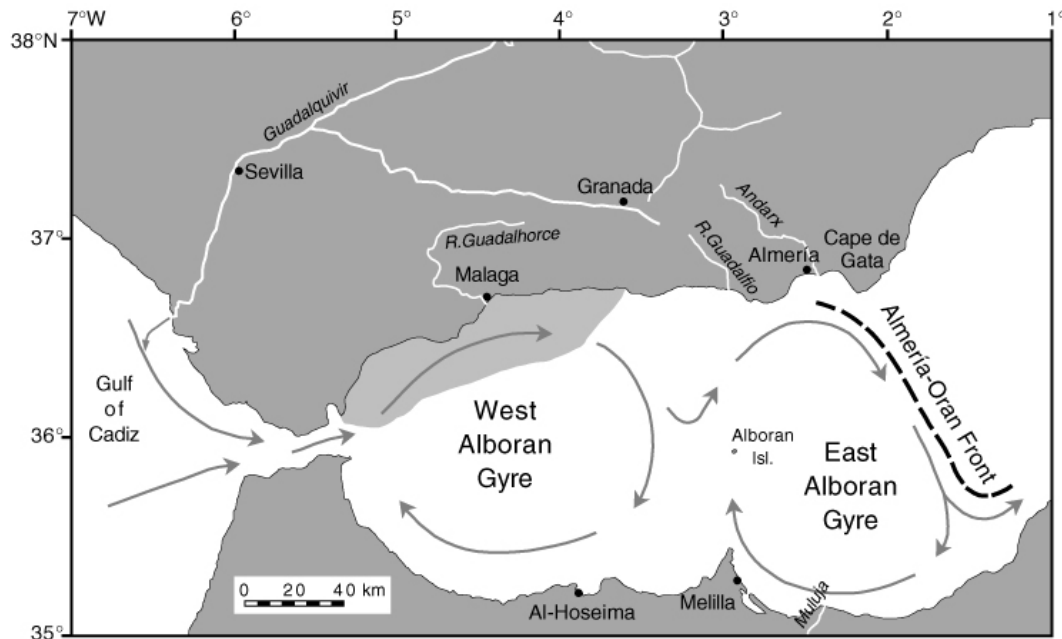 7°W 6° 5° 4° 3° 2° 1°
38°N
Guadalquivir
Sevilla
Granada
Andarx
37°
R.Guadalhorce
R.Guadalfio
Almería
Cape de
Gata
Malaga
Almería-Oran Front
Gulf
of
Cadiz
West
Alboran
Gyre
Alboran
Isl.
36°
East
Alboran
Gyre
0 20 40 km
Al-Hoseima
Melilla
Muluja
35°